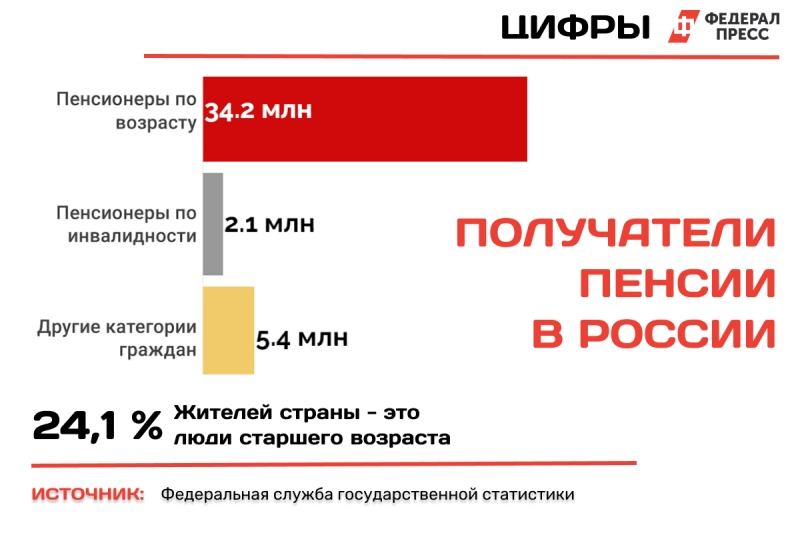 ЦИФРЫ
ФЕДЕРАЛ
ПРЕСС
Пенсионеры по
возрасту
34.2 млн
Пенсионеры по
инвалидности
2.1 млн
Другие категории
граждан
5.4 млн
ПОЛУЧАТЕЛИ
ПЕНСИИ
В РОССИИ
24,1 %
Жителей страны - это
люди старшего возраста
ИСТОЧНИК: Федеральная служба государственной статистики